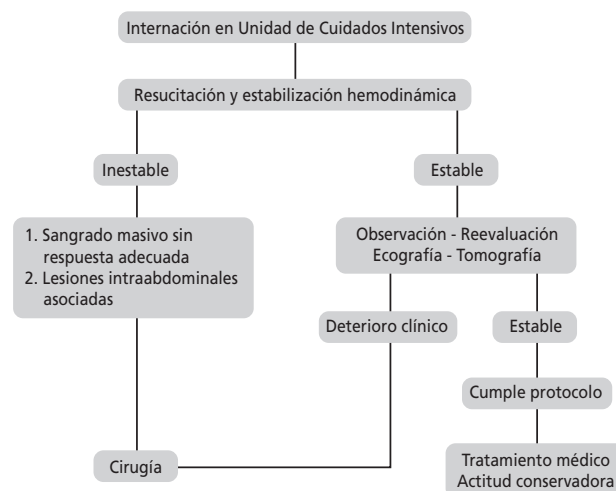 Internación en Unidad de Cuidados Intensivos
Resucitación y estabilización hemodinámica
Inestable
Estable
1. Sangrado masivo sin
respuesta adecuada
2. Lesiones intraabdominales
asociadas
Observación - Reevaluación
Ecografía - Tomografía
Deterioro clínico
Estable
Cumple protocolo
Cirugía
Tratamiento médico
Actitud conservadora